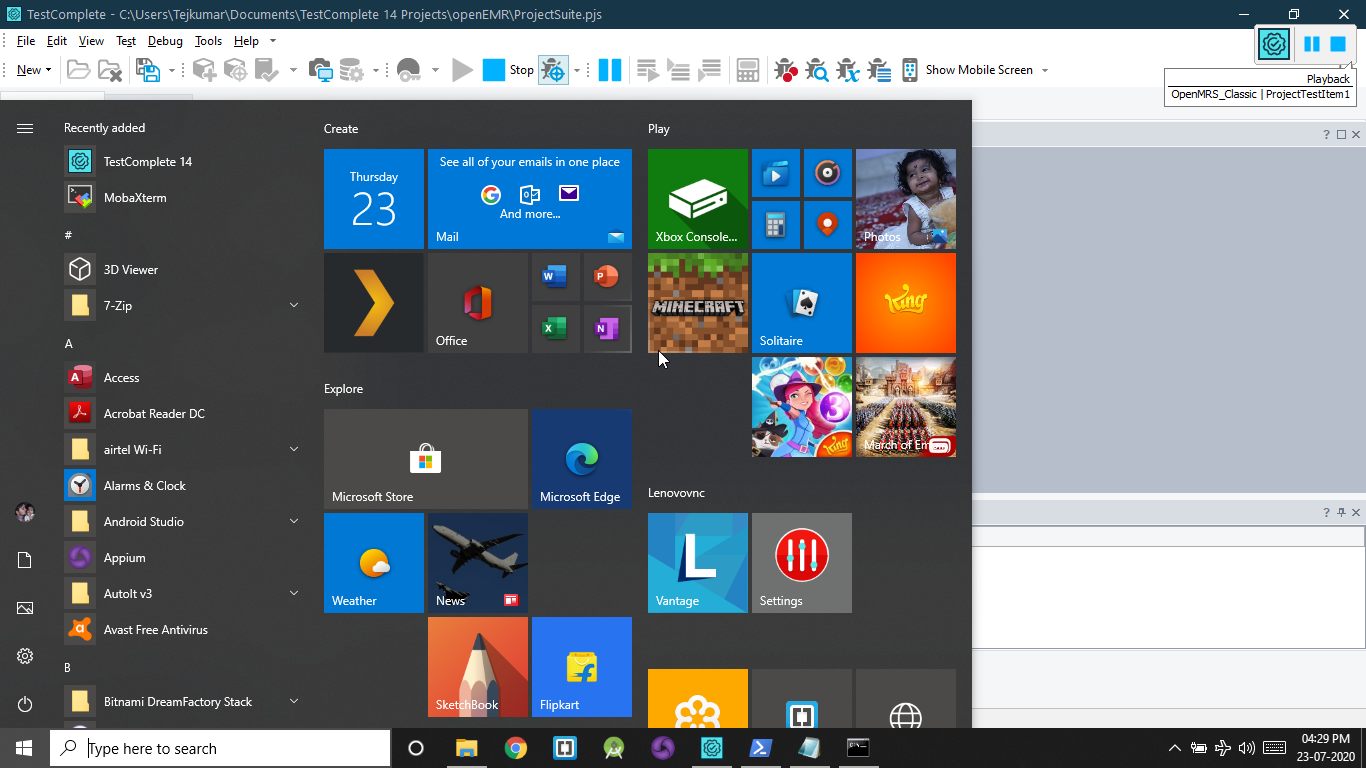 TestComplete - C:\Users\Tejkumar\Documents\TestComplete 14 Projects\openEMR\ProjectSuite.pjs
File Edit View Test Debug Tools Help
New Stop Show Mobile Screen
Playback
OpenMRS_Classic | ProjectTestItem1
Recently added
TestComplete 14
MobaXterm
#
3D Viewer
7-Zip
A
Access
Acrobat Reader DC
airtel Wi-Fi
Alarms & Clock
Android Studio
Appium
AutoIt v3
Avast Free Antivirus
B
Bitnami DreamFactory Stack
Create
Thursday
23
See all of your emails in one place
And more...
Mail
Office
Explore
Microsoft Store
Microsoft Edge
Weather
News
SketchBook
Flipkart
Play
Xbox Console...
Photos
MINECRAFT
Solitaire
King
3
King
March of Em
Lenovovnc
L
Vantage
Settings
Type here to search
04:29 PM
23-07-2020